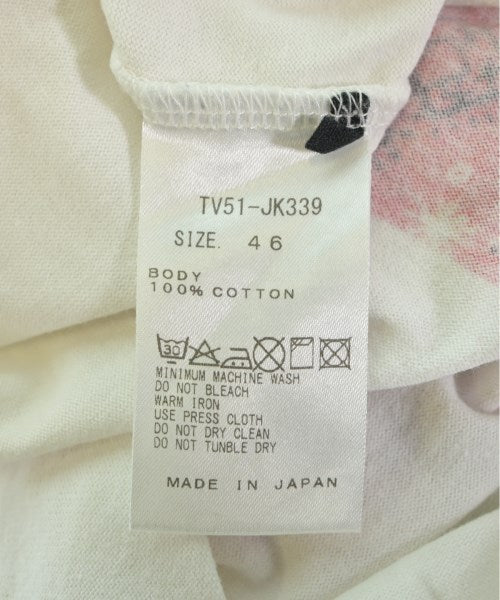 TV51-JK339
SIZE. 46
BODY
100% COTTON
30
MINIMUM MACHINE WASH
DO NOT BLEACH
WARM IRON
USE PRESS CLOTH
DO NOT DRY CLEAN
DO NOT TUNBLE DRY
MADE IN JAPAN